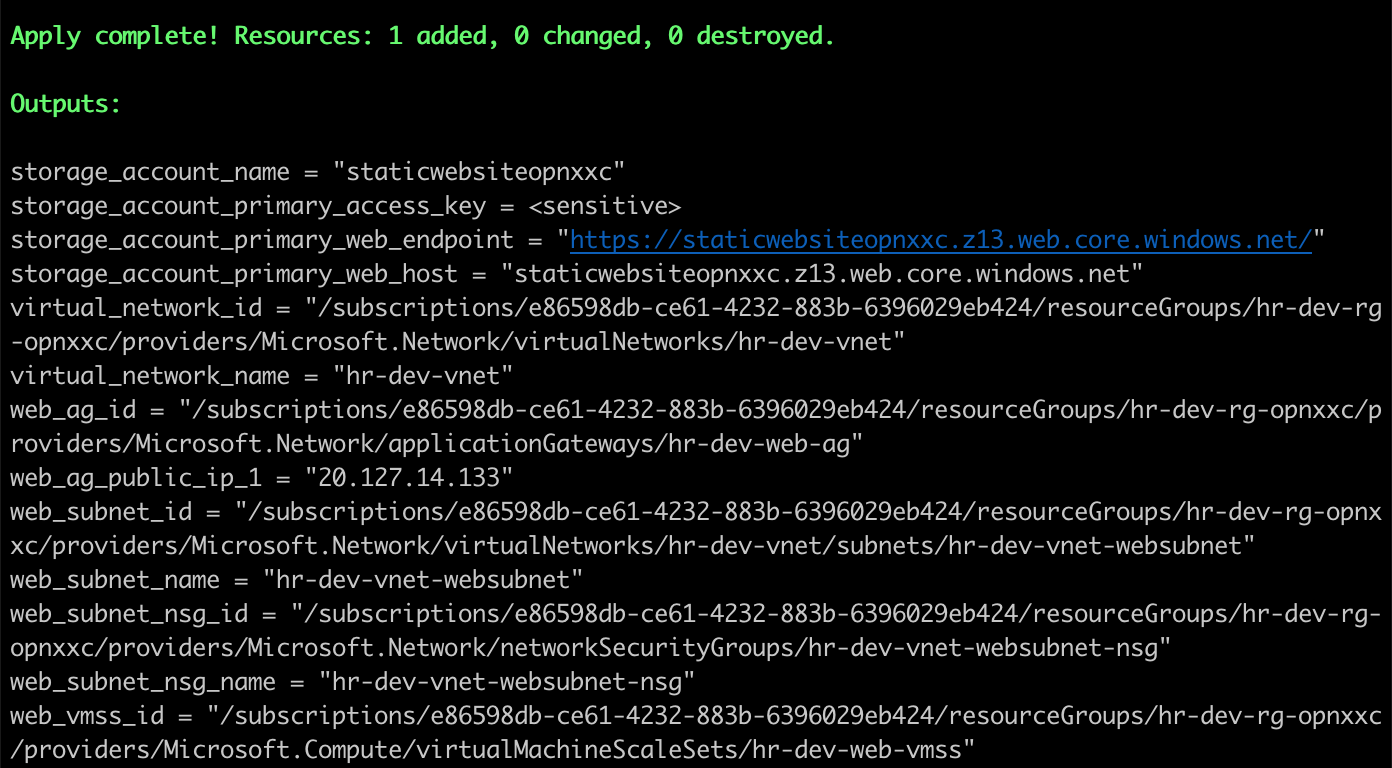 Apply complete! Resources: 1 added, 0 changed, 0 destroyed.
Outputs:
storage_account_name = "staticwebsiteopnxxc"
storage_account_primary_access_key = <sensitive>
storage_account_primary_web_endpoint = "https://staticwebsiteopnxxc.z13.web.core.windows.net/"
storage_account_primary_web_host = "staticwebsiteopnxxc.z13.web.core.windows.net"
virtual_network_id = "/subscriptions/e86598db-ce61-4232-883b-6396029eb424/resourceGroups/hr-dev-rg
-opnxxc/providers/Microsoft.Network/virtualNetworks/hr-dev-vnet"
virtual_network_name = "hr-dev-vnet"
web_ag_id = "/subscriptions/e86598db-ce61-4232-883b-6396029eb424/resourceGroups/hr-dev-rg-opnxxc/p
roviders/Microsoft.Network/applicationGateways/hr-dev-web-ag"
web_ag_public_ip_1 = "20.127.14.133"
web_subnet_id = "/subscriptions/e86598db-ce61-4232-883b-6396029eb424/resourceGroups/hr-dev-rg-opnx
xc/providers/Microsoft.Network/virtualNetworks/hr-dev-vnet/subnets/hr-dev-vnet-websubnet"
web_subnet_name = "hr-dev-vnet-websubnet"
web_subnet_nsg_id = "/subscriptions/e86598db-ce61-4232-883b-6396029eb424/resourceGroups/hr-dev-rg-
opnxxc/providers/Microsoft.Network/networkSecurityGroups/hr-dev-vnet-websubnet-nsg"
web_subnet_nsg_name = "hr-dev-vnet-websubnet-nsg"
web_vmss_id = "/subscriptions/e86598db-ce61-4232-883b-6396029eb424/resourceGroups/hr-dev-rg-opnxxc
/providers/Microsoft.Compute/virtualMachineScaleSets/hr-dev-web-vmss"